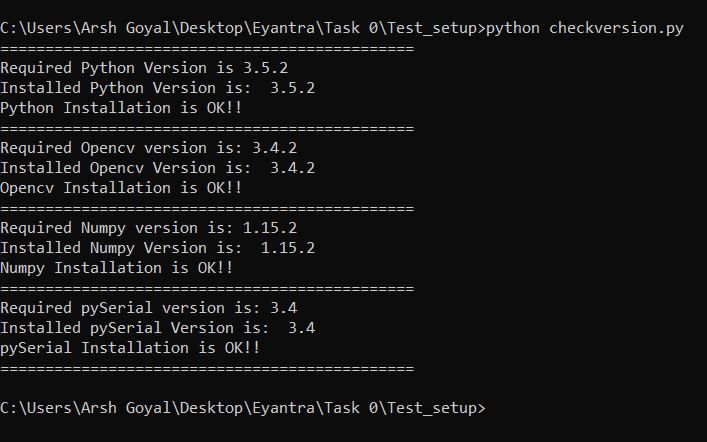 C:\Users\Arsh Goyal\Desktop\Eyantra\Task 0\Test_setup>python checkversion.py
==============================================
Required Python Version is 3.5.2
Installed Python Version is:  3.5.2
Python Installation is OK!!
==============================================
Required Opencv version is: 3.4.2
Installed Opencv Version is:  3.4.2
Opencv Installation is OK!!
==============================================
Required Numpy version is: 1.15.2
Installed Numpy Version is:  1.15.2
Numpy Installation is OK!!
==============================================
Required pySerial version is: 3.4
Installed pySerial Version is:  3.4
pySerial Installation is OK!!
==============================================
C:\Users\Arsh Goyal\Desktop\Eyantra\Task 0\Test_setup>